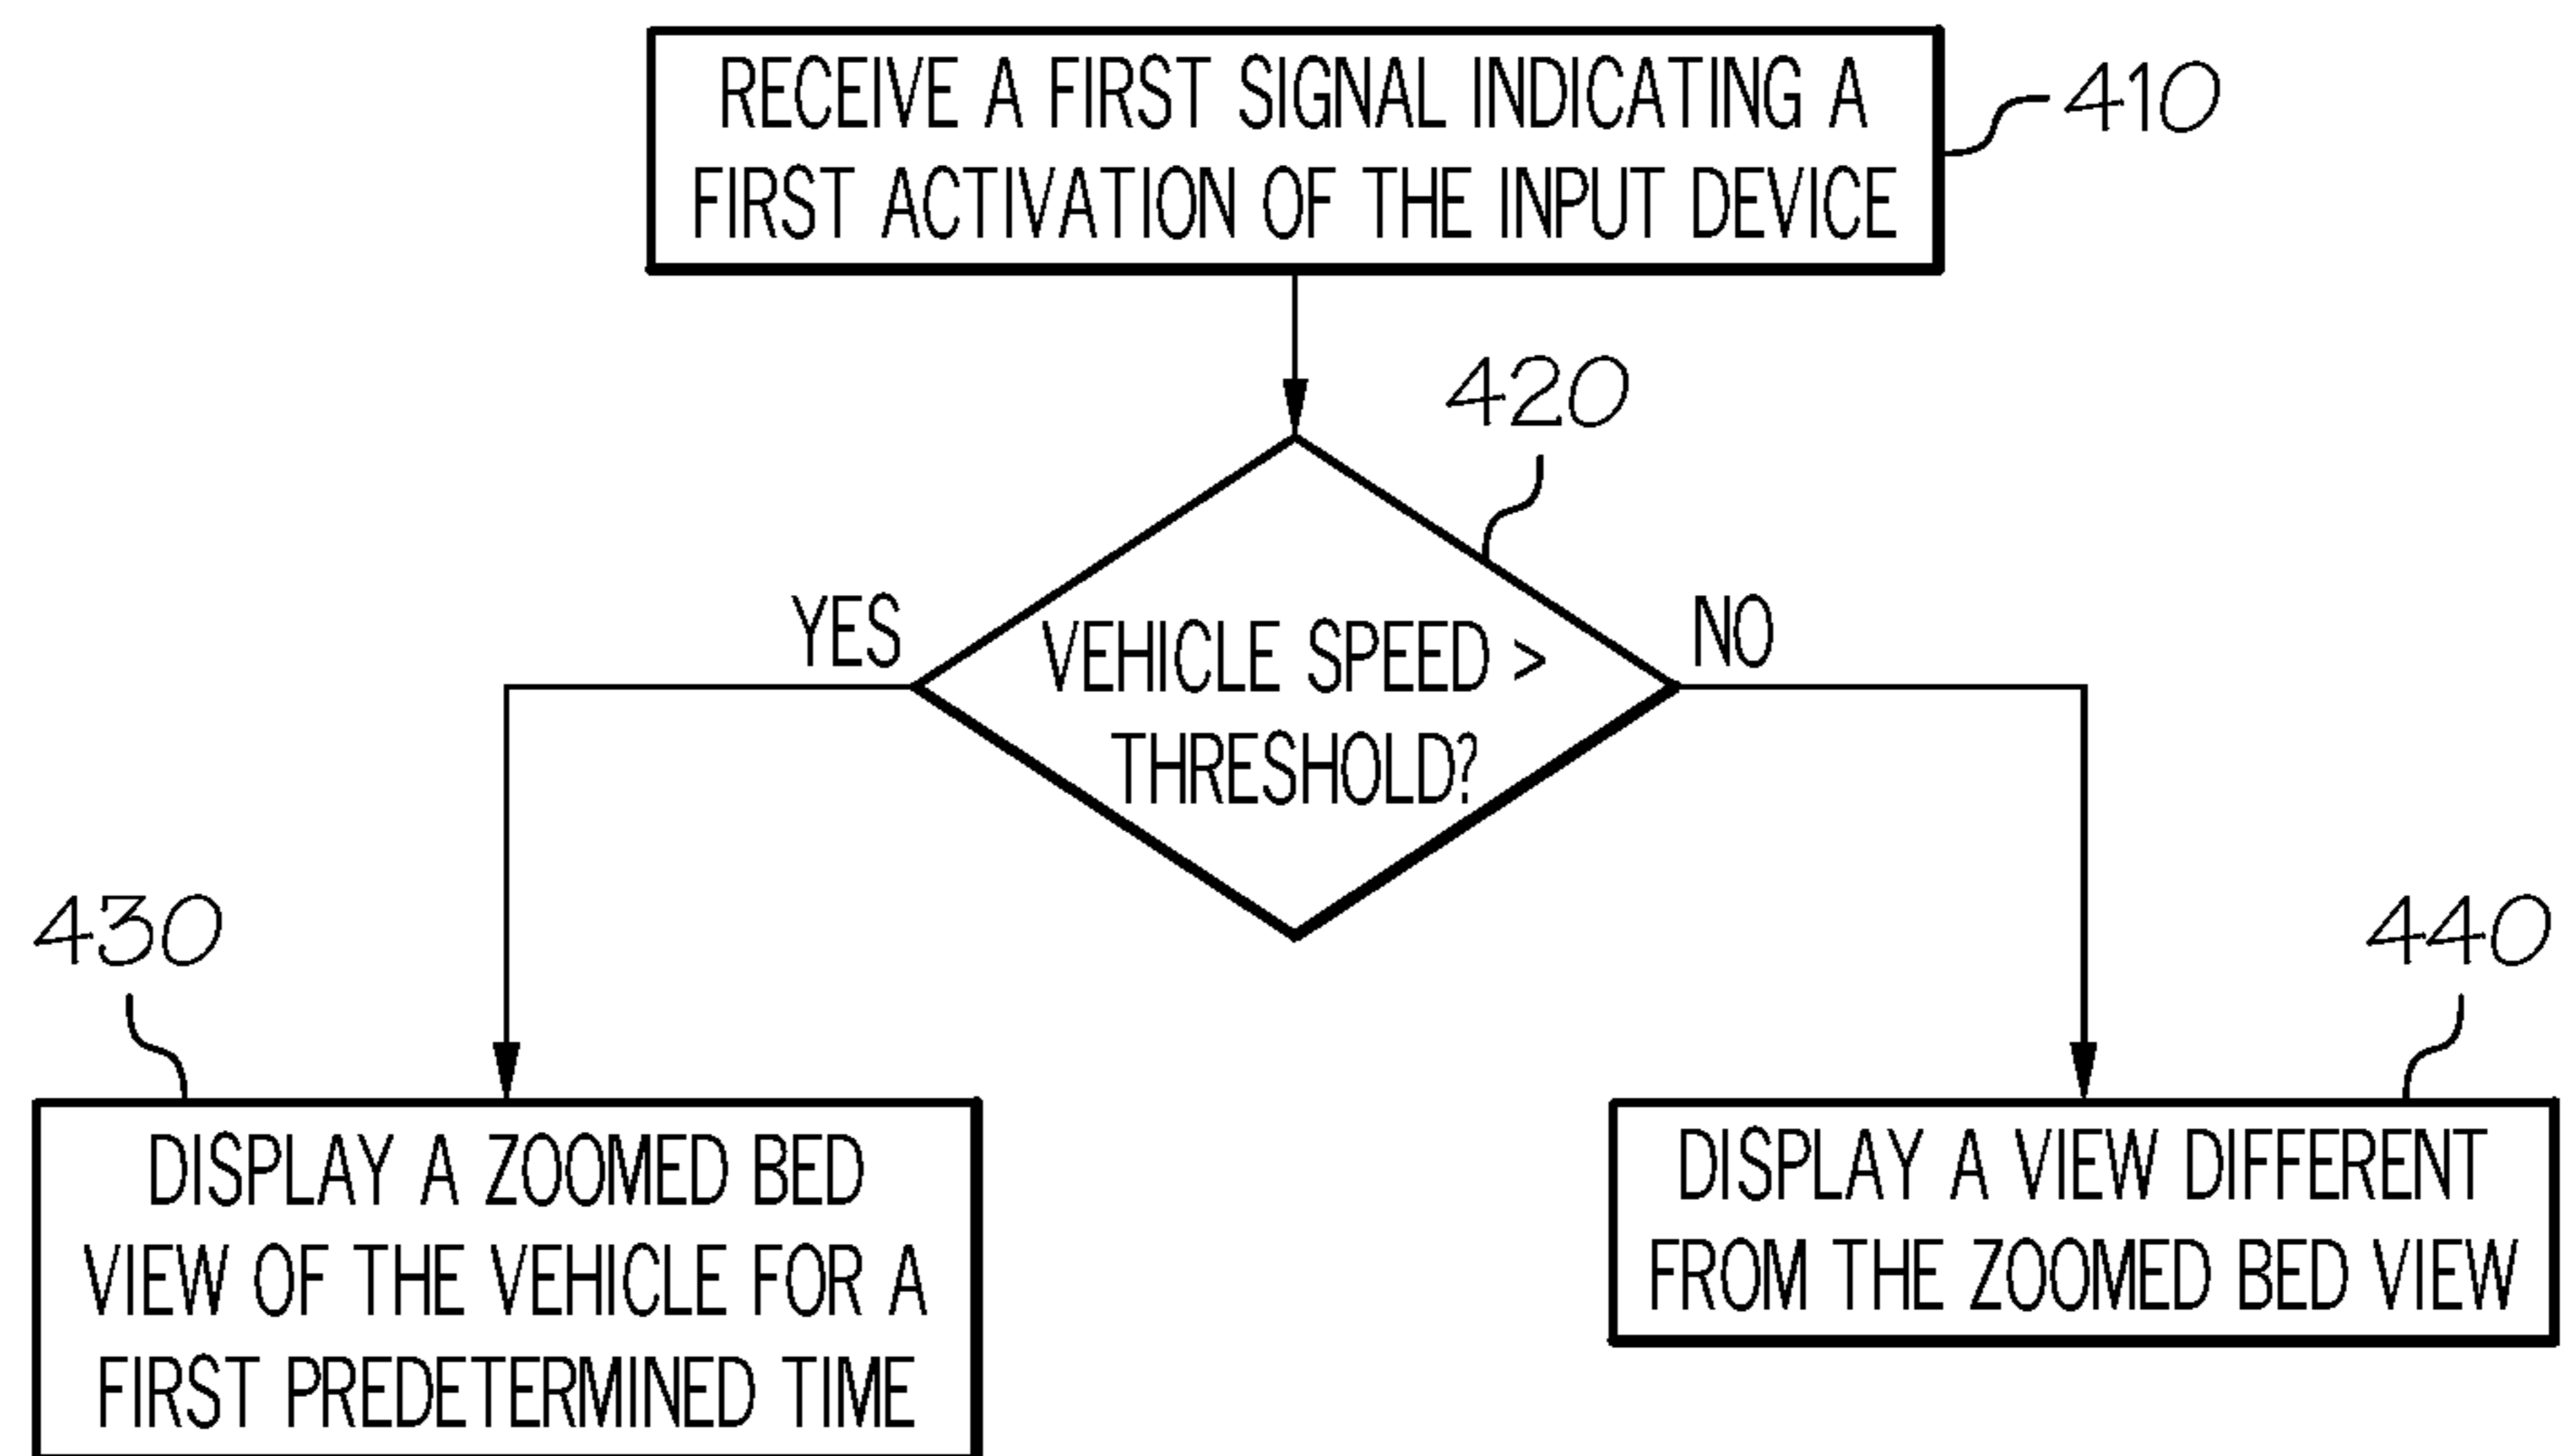 RECEIVE A FIRST SIGNAL INDICATING A
FIRST ACTIVATION OF THE INPUT DEVICE
410
420
YES
VEHICLE SPEED >
THRESHOLD?
NO
430
440
DISPLAY A ZOOMED BED
VIEW OF THE VEHICLE FOR A
FIRST PREDETERMINED TIME
DISPLAY A VIEW DIFFERENT
FROM THE ZOOMED BED VIEW